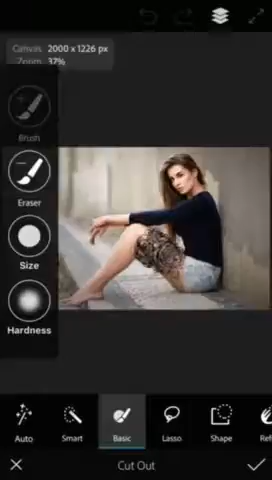 Canvas: 2000 x 1226 px
Zoom: 37%
Brush
Eraser
Size
Hardness
Auto
Smart
Basic
Lasso
Shape
Cut Out